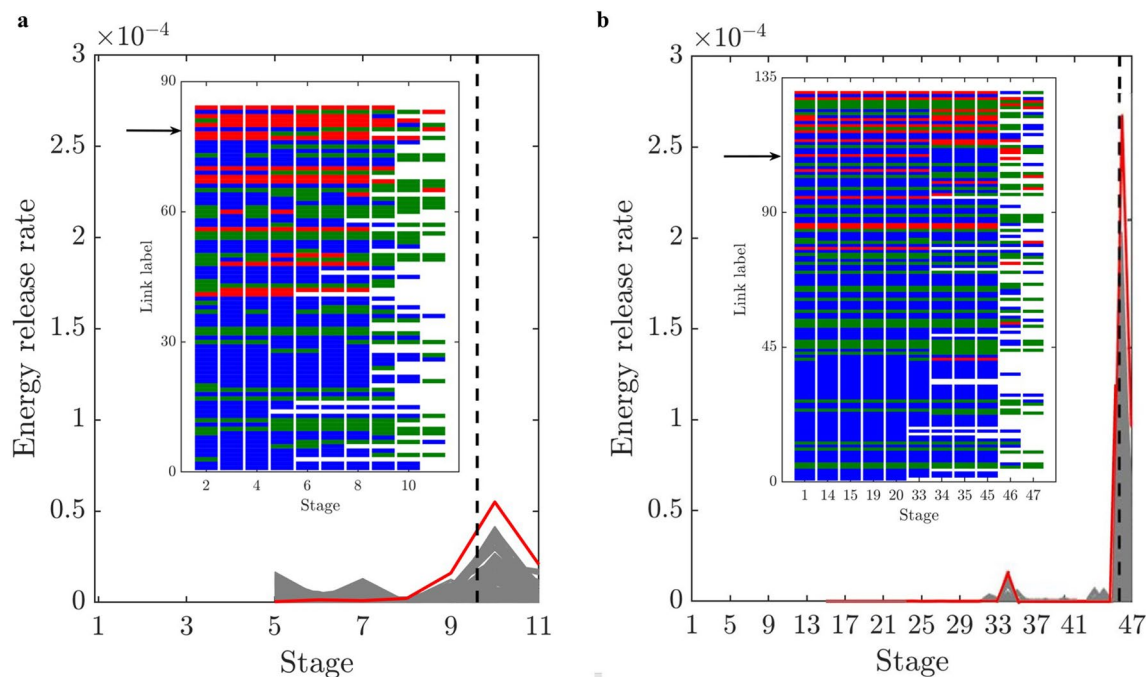 a
×10⁻⁴
3
2.5
2
1.5
1
0.5
0
Energy release rate
1 3 5 7 9 11
Stage
90
60
30
0
Link label
2 4 6 8 10
Stage
b
×10⁻⁴
3
2.5
2
1.5
1
0.5
0
Energy release rate
1 5 9 13 17 21 25 29 33 37 41 47
Stage
135
90
45
0
Link label
1 14 15 19 20 33 34 35 45 46 47
Stage